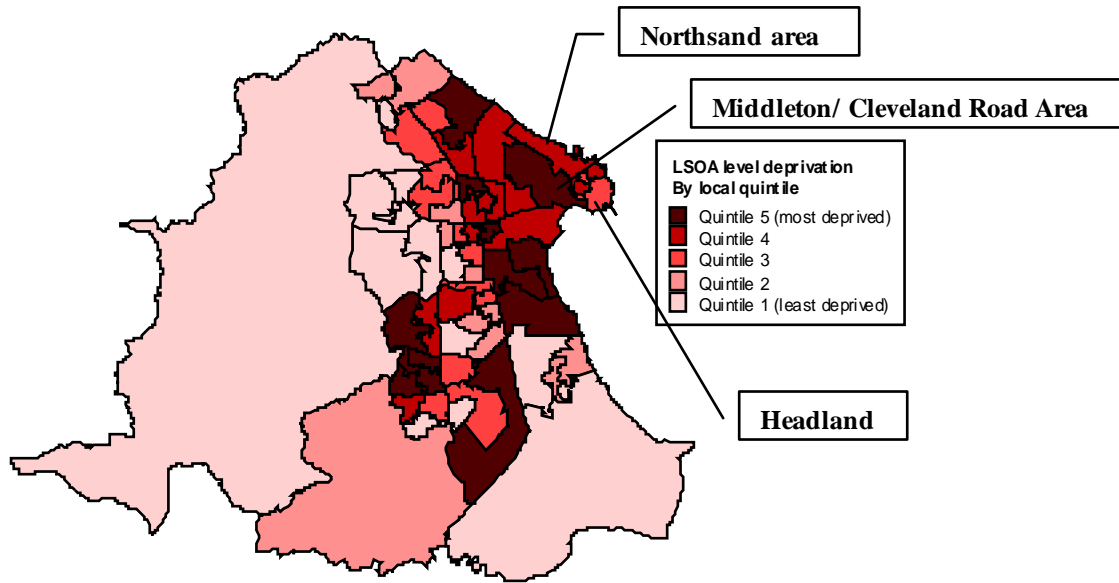 Northsand area
Middleton/ Cleveland Road Area
LSOA level deprivation
By local quintile
Quintile 5 (most deprived)
Quintile 4
Quintile 3
Quintile 2
Quintile 1 (least deprived)
Headland